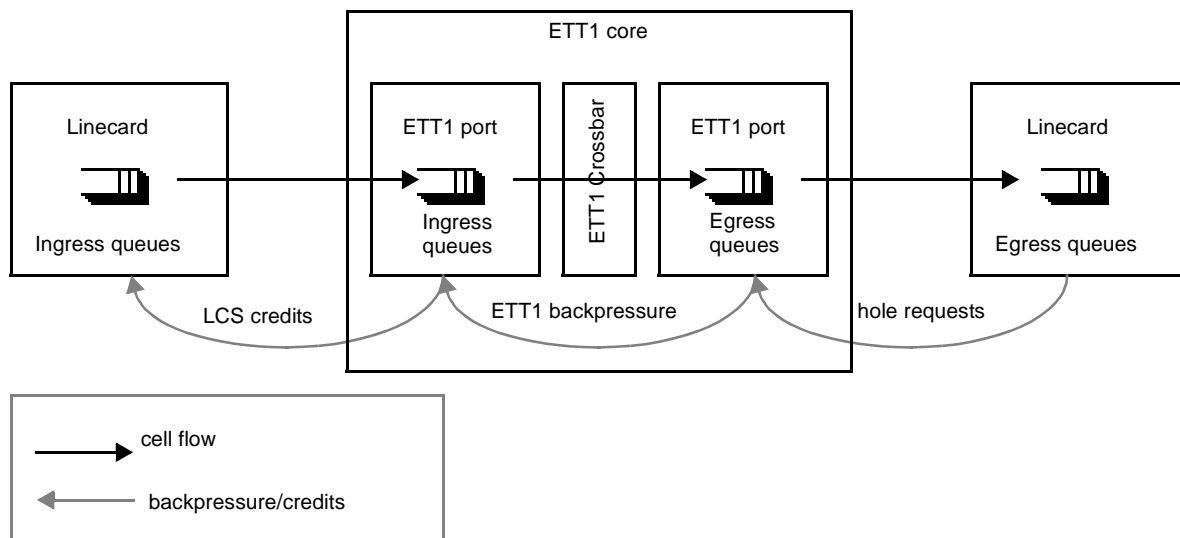 ETT1 core
Linecard
ETT1 port
ETT1 Crossbar
ETT1 port
Linecard
Ingress queues
Ingress
queues
Egress
queues
Egress queues
LCS credits
ETT1 backpressure
hole requests
cell flow
backpressure/credits